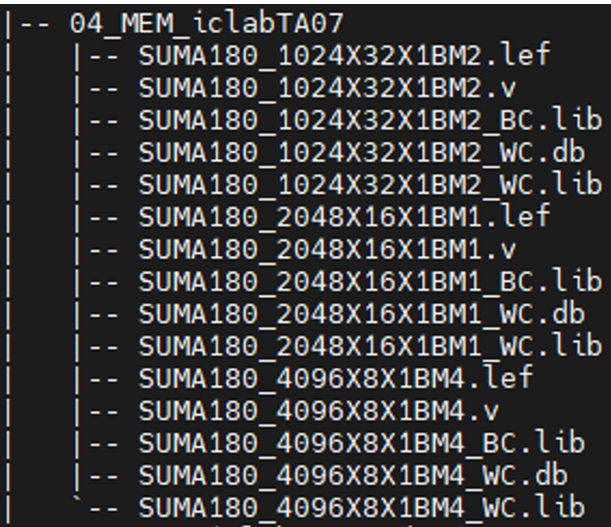 |-- 04_MEM_iclabTA07
|   |-- SUMA180_1024X32X1BM2.lef
|   |-- SUMA180_1024X32X1BM2.v
|   |-- SUMA180_1024X32X1BM2_BC.lib
|   |-- SUMA180_1024X32X1BM2_WC.db
|   |-- SUMA180_1024X32X1BM2_WC.lib
|   |-- SUMA180_2048X16X1BM1.lef
|   |-- SUMA180_2048X16X1BM1.v
|   |-- SUMA180_2048X16X1BM1_BC.lib
|   |-- SUMA180_2048X16X1BM1_WC.db
|   |-- SUMA180_2048X16X1BM1_WC.lib
|   |-- SUMA180_4096X8X1BM4.lef
|   |-- SUMA180_4096X8X1BM4.v
|   |-- SUMA180_4096X8X1BM4_BC.lib
|   |-- SUMA180_4096X8X1BM4_WC.db
|   `-- SUMA180_4096X8X1BM4_WC.lib